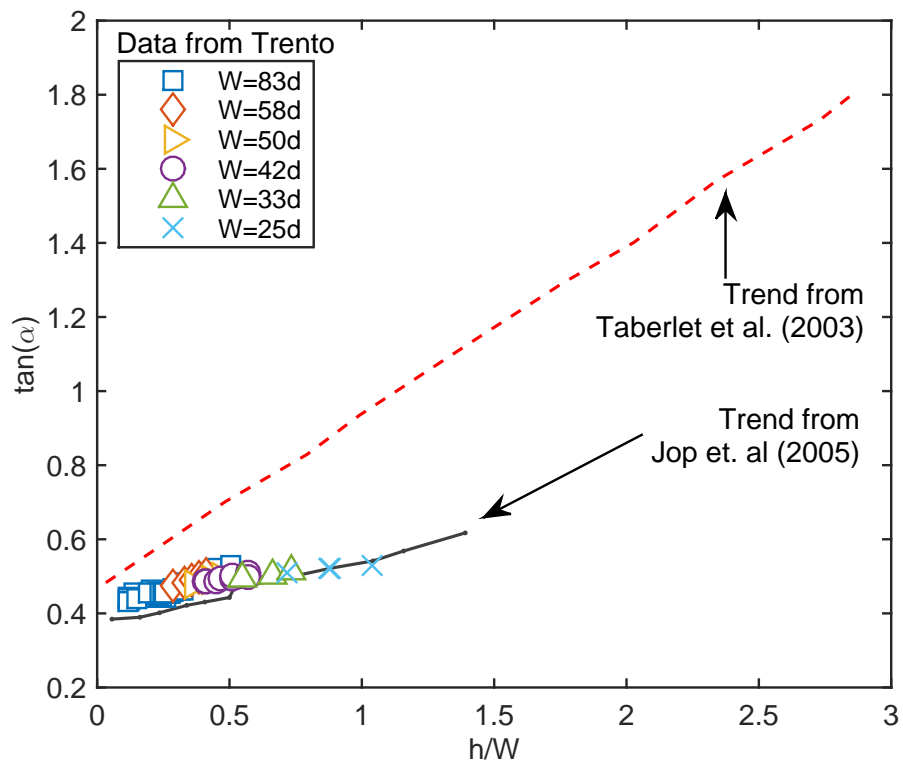 2
1.8
1.6
1.4
1.2
1
0.8
0.6
0.4
0.2
tan(α)
Data from Trento
W=83d
W=58d
W=50d
W=42d
W=33d
W=25d
Trend from
Taberlet et al. (2003)
Trend from
Jop et. al (2005)
0
0.5
1
1.5
2
2.5
3
h/W